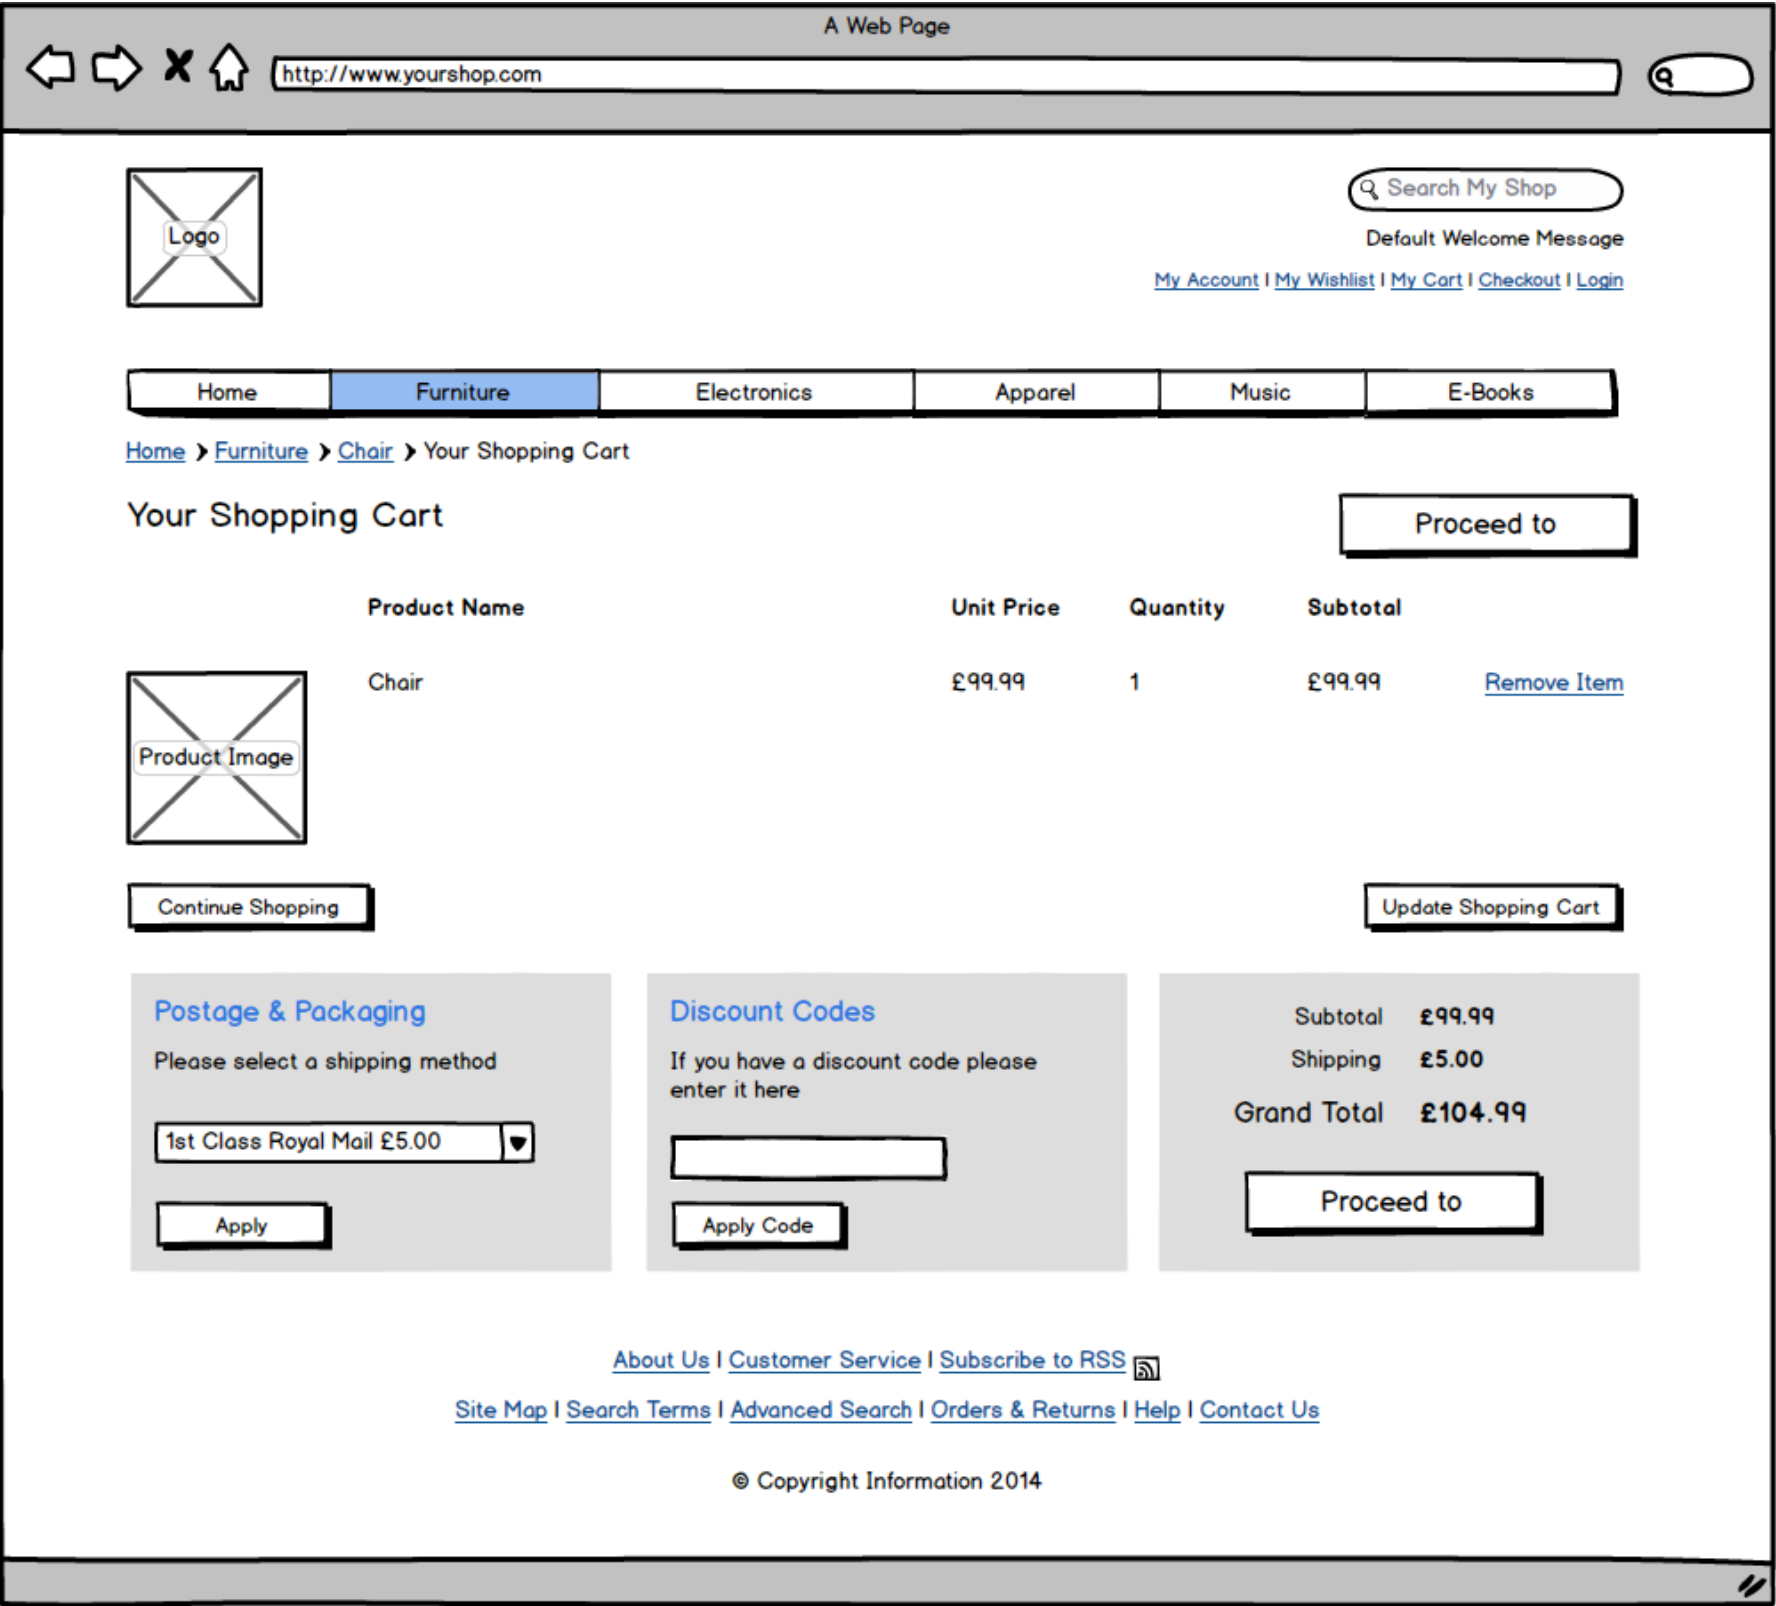 A Web Page
http://www.yourshop.com
Logo
Search My Shop
Default Welcome Message
My Account | My Wishlist | My Cart | Checkout | Login
Home Furniture Electronics Apparel Music E-Books
Home > Furniture > Chair > Your Shopping Cart
Your Shopping Cart
Proceed to
Product Name Unit Price Quantity Subtotal
Chair £99.99 1 £99.99 Remove Item
Product Image
Continue Shopping
Update Shopping Cart
Postage & Packaging
Please select a shipping method
1st Class Royal Mail £5.00
Apply
Discount Codes
If you have a discount code please
enter it here
Apply Code
Subtotal £99.99
Shipping £5.00
Grand Total £104.99
Proceed to
About Us | Customer Service | Subscribe to RSS
Site Map | Search Terms | Advanced Search | Orders & Returns | Help | Contact Us
© Copyright Information 2014